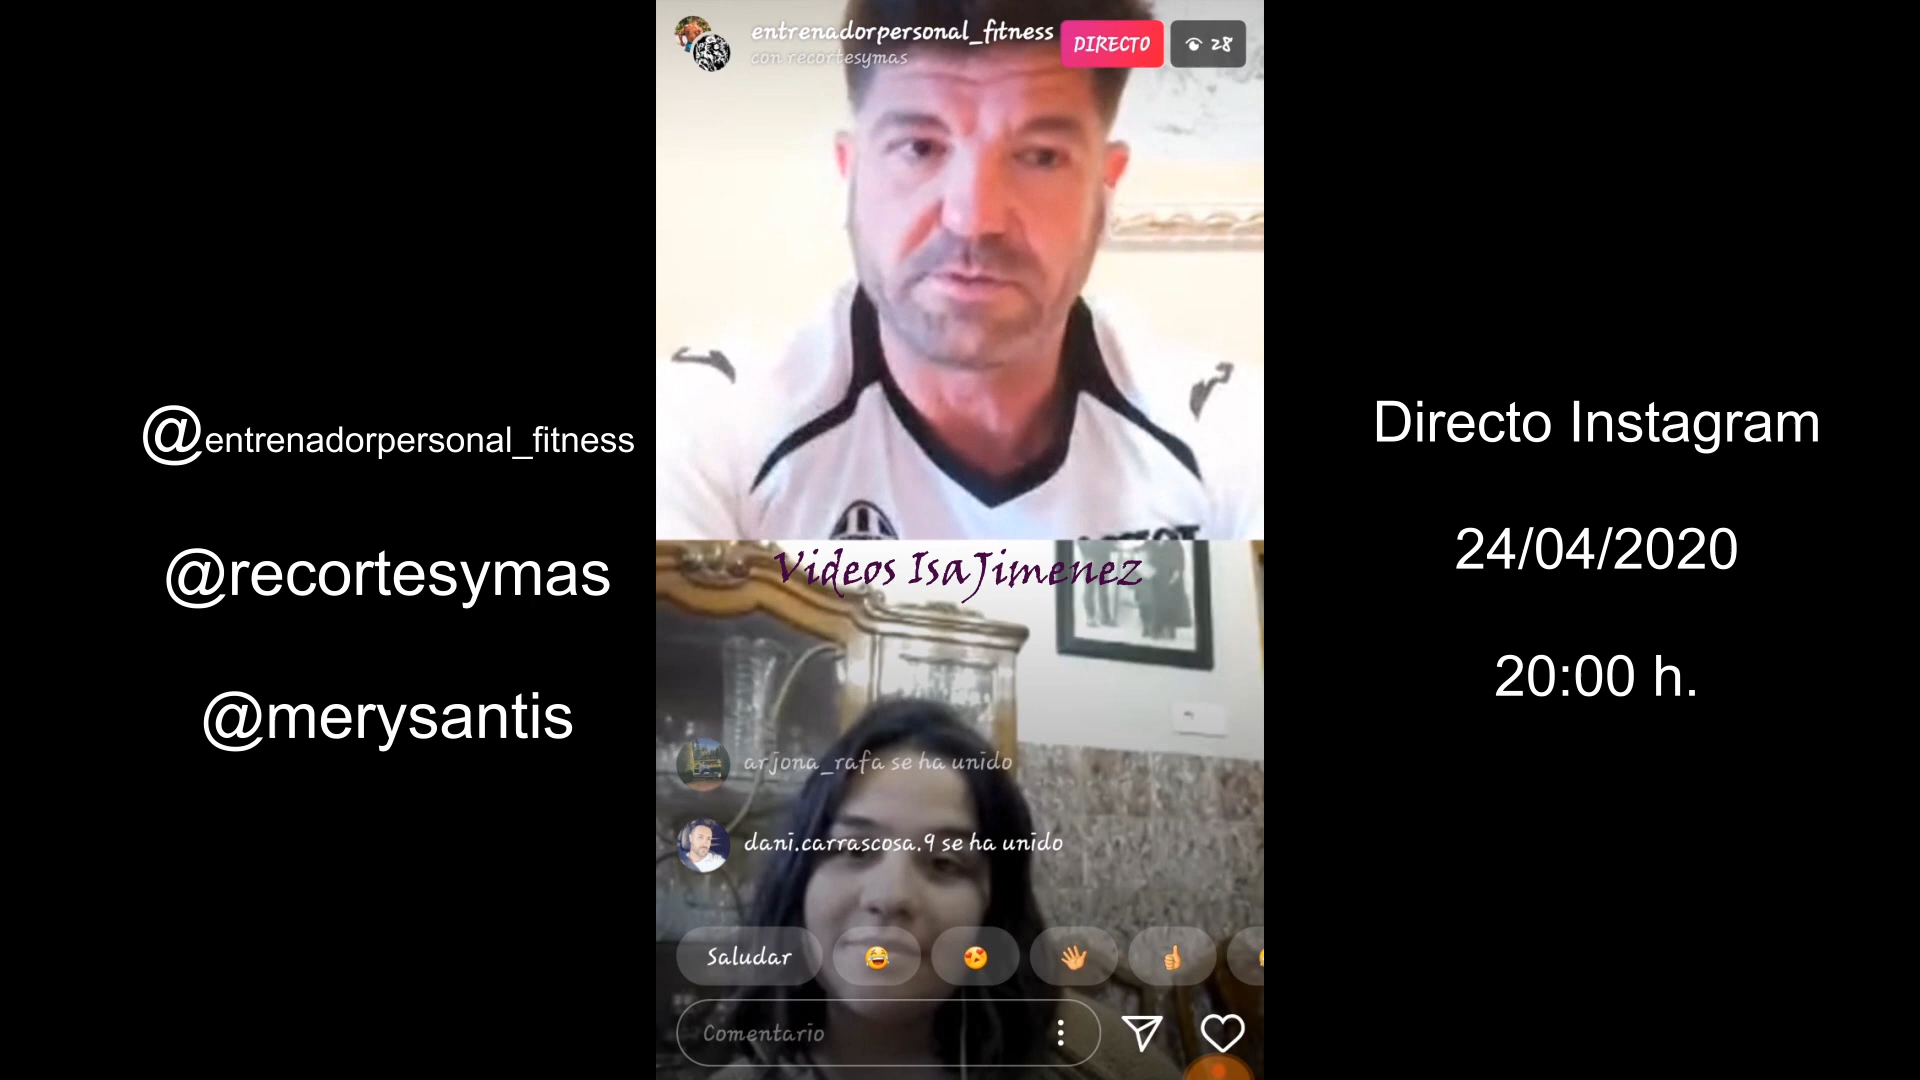 entrenadorpersonal_fitness
con recortesymas
DIRECTO
28
@entrenadorpersonal_fitness
@recortesymas
@merysantis
Directo Instagram
24/04/2020
20:00 h.
Videos IsaJimenez
arjona_rafa se ha unido
dani.carrascosa.9 se ha unido
Saludar
Comentario